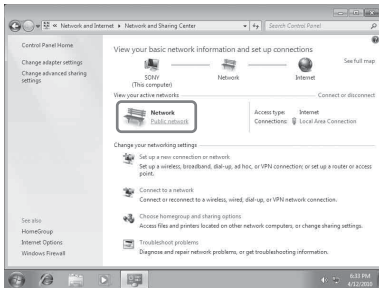 « Network and Internet ▸ Network and Sharing Center
Search Control Panel
Control Panel Home
Change adapter settings
Change advanced sharing
settings
View your basic network information and set up connections
See full map
SONY
(This computer)
Network
Internet
View your active networks
Connect or disconnect
Network
Public network
Access type: Internet
Connections: Local Area Connection
Change your networking settings
Set up a new connection or network
Set up a wireless, broadband, dial-up, ad hoc, or VPN connection; or set up a router or access
point.
Connect to a network
Connect or reconnect to a wireless, wired, dial-up, or VPN network connection.
Choose homegroup and sharing options
Access files and printers located on other network computers, or change sharing settings.
Troubleshoot problems
Diagnose and repair network problems, or get troubleshooting information.
See also
HomeGroup
Internet Options
Windows Firewall
6:33 PM
4/12/2010